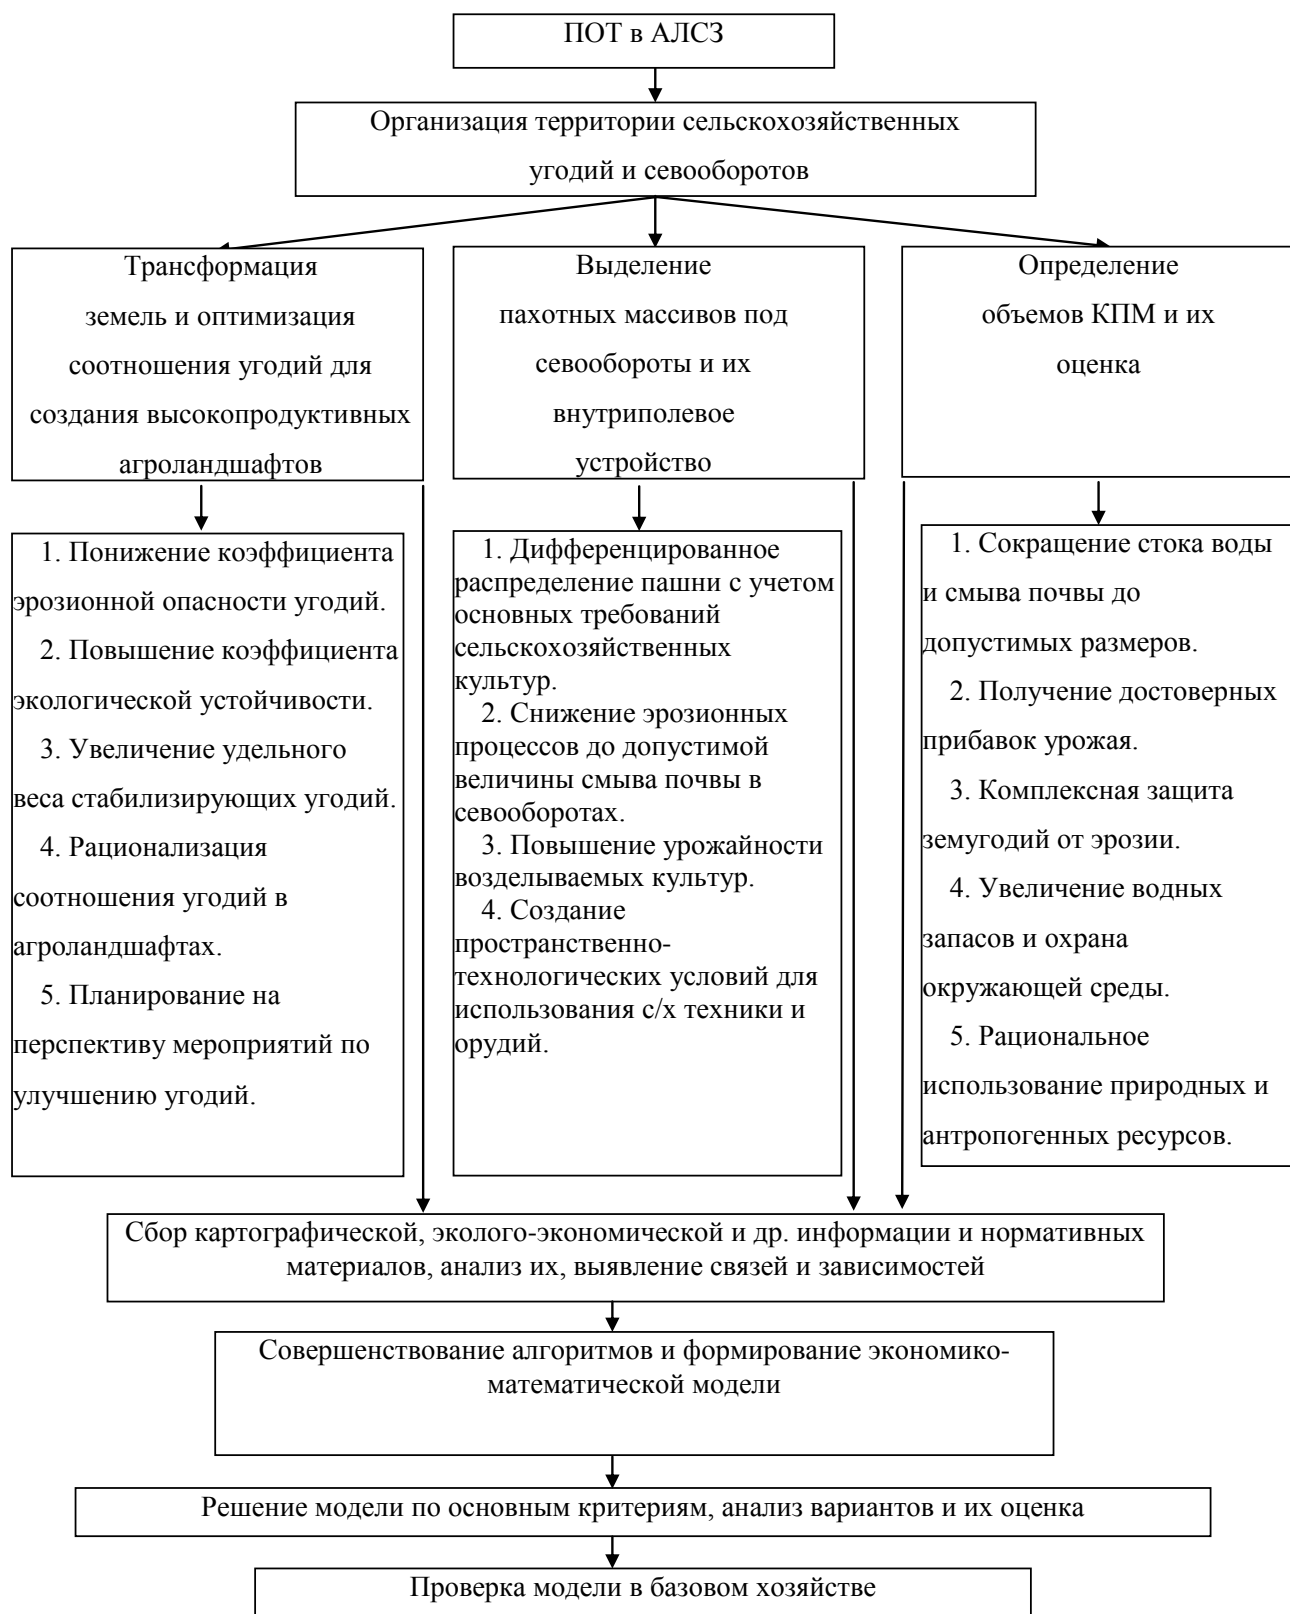 ПОТ в АЛСЗ
Организация территории сельскохозяйственных
угодий и севооборотов
Трансформация
земель и оптимизация
соотношения угодий для
создания высокопродуктивных
агроландшафтов
Выделение
пахотных массивов под
севообороты и их
внутриполевое
устройство
Определение
объемов КПМ и их
оценка
1. Понижение коэффициента
эрозионной опасности угодий.
2. Повышение коэффициента
экологической устойчивости.
3. Увеличение удельного
веса стабилизирующих угодий.
4. Рационализация
соотношения угодий в
агроландшафтах.
5. Планирование на
перспективу мероприятий по
улучшению угодий.
1. Дифференцированное
распределение пашни с учетом
основных требований
сельскохозяйственных
культур.
2. Снижение эрозионных
процессов до допустимой
величины смыва почвы в
севооборотах.
3. Повышение урожайности
возделываемых культур.
4. Создание
пространственно-
технологических условий для
использования с/х техники и
орудий.
1. Сокращение стока воды
и смыва почвы до
допустимых размеров.
2. Получение достоверных
прибавок урожая.
3. Комплексная защита
земугодий от эрозии.
4. Увеличение водных
запасов и охрана
окружающей среды.
5. Рациональное
использование природных и
антропогенных ресурсов.
Сбор картографической, эколого-экономической и др. информации и нормативных
материалов, анализ их, выявление связей и зависимостей
Совершенствование алгоритмов и формирование экономико-
математической модели
Решение модели по основным критериям, анализ вариантов и их оценка
Проверка модели в базовом хозяйстве